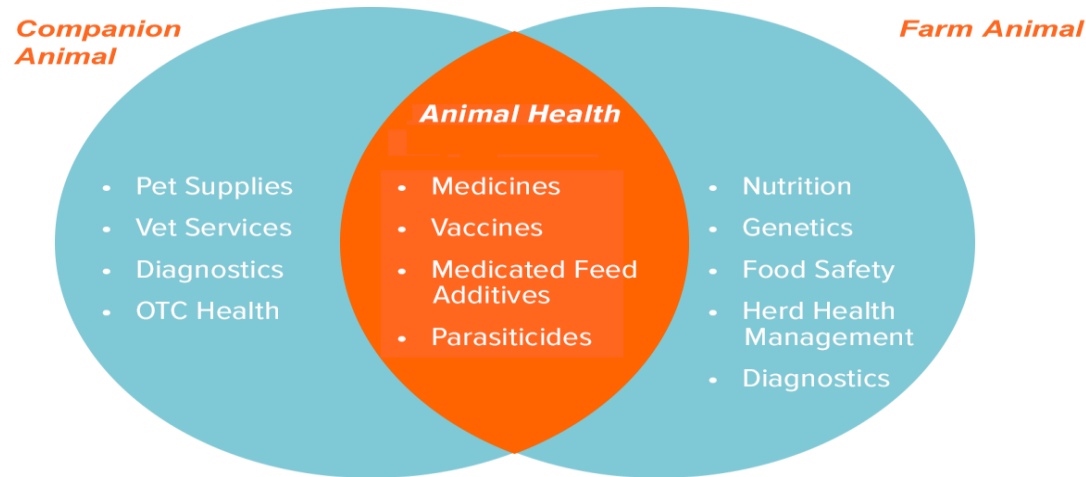 Companion
Animal
Farm Animal
Animal Health
• Pet Supplies
• Vet Services
• Diagnostics
• OTC Health
• Medicines
• Vaccines
• Medicated Feed
Additives
• Parasiticides
• Nutrition
• Genetics
• Food Safety
• Herd Health
Management
• Diagnostics